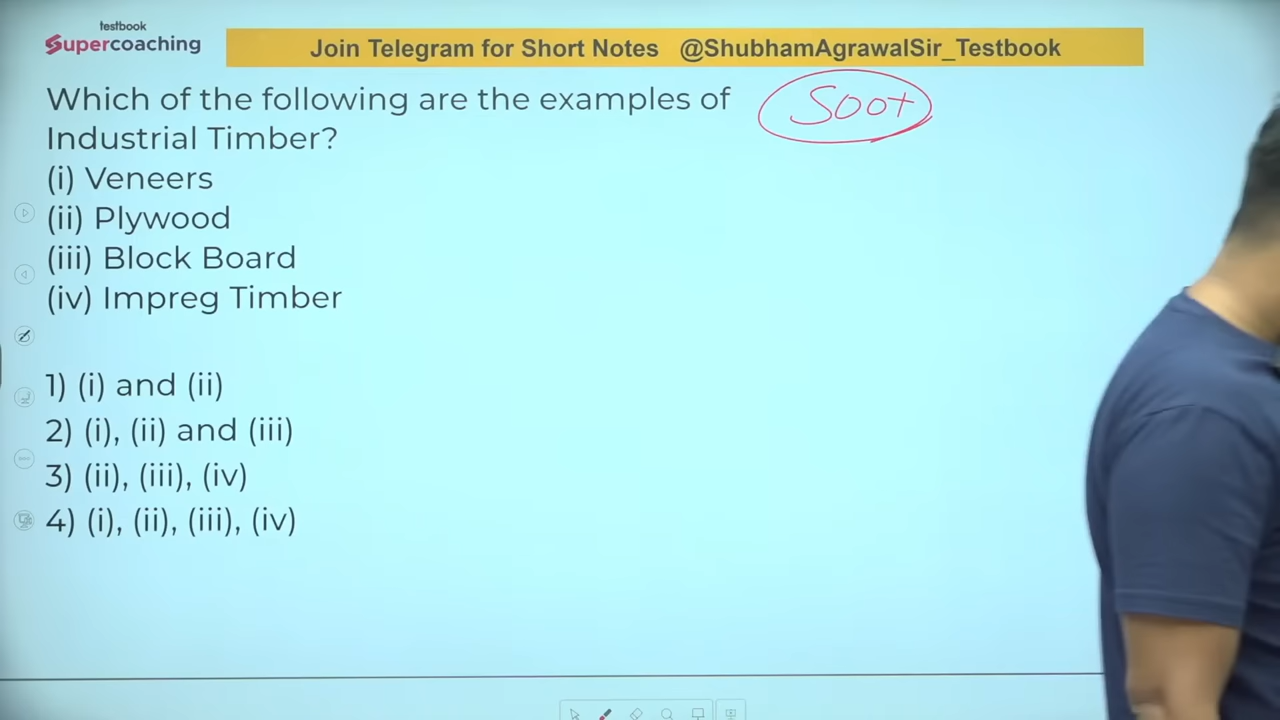 testbook
Supercoaching
Join Telegram for Short Notes @ShubhamAgrawalSir_Testbook
Which of the following are the examples of
500+
Industrial Timber?
(i) Veneers
(ii) Plywood
(iii) Block Board
(iv) Impreg Timber
1) (i) and (ii)
2) (i), (ii) and (iii)
3) (ii), (iii), (iv)
4) (i), (ii), (iii), (iv)